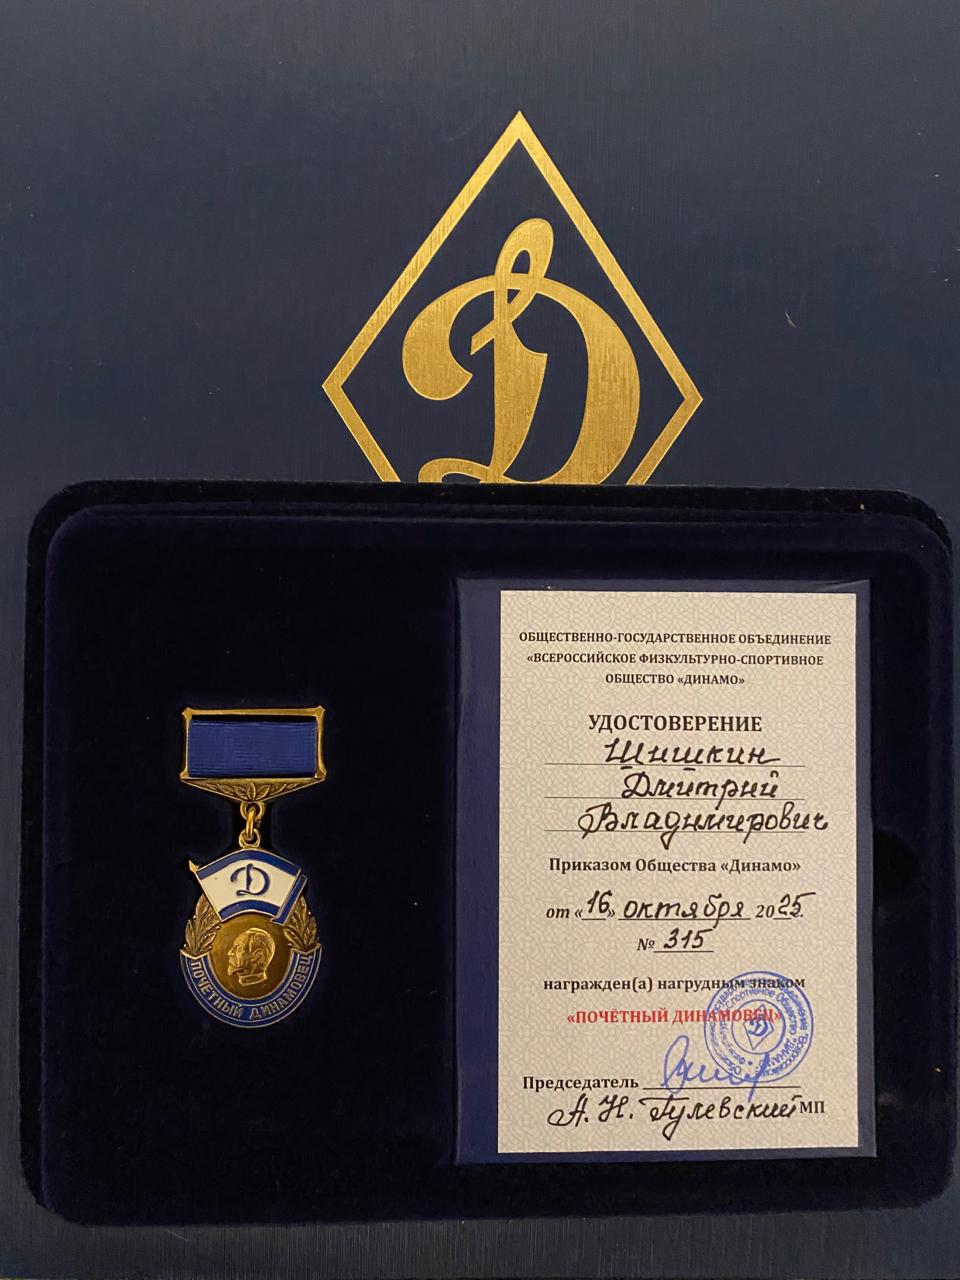 Д
Д
ПОЧЕТНЫЙ ДИНАМОВЕЦ
ОБЩЕСТВЕННО-ГОСУДАРСТВЕННОЕ ОБЪЕДИНЕНИЕ
«ВСЕРОССИЙСКОЕ ФИЗКУЛЬТУРНО-СПОРТИВНОЕ
ОБЩЕСТВО «ДИНАМО»
УДОСТОВЕРЕНИЕ
Шишкин
Дмитрий
Владимирович
Приказом Общества «Динамо»
от «16» октября 2025.
№ 315
награжден(а) нагрудным знаком
«ПОЧЁТНЫЙ ДИНАМОВЕЦ»
Председатель
А. Н. Гулевский МП